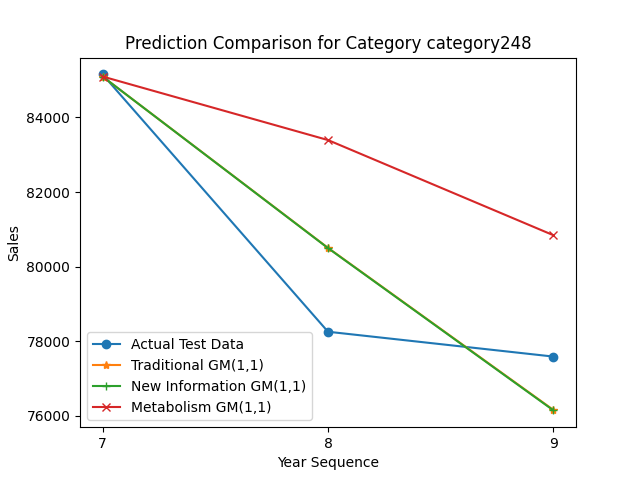 Prediction Comparison for Category category248
Sales
84000
82000
80000
78000
76000
Actual Test Data
Traditional GM(1,1)
New Information GM(1,1)
Metabolism GM(1,1)
7
8
9
Year Sequence